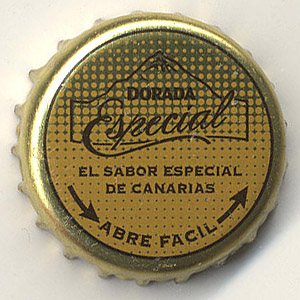 DORADA
Especial
EL SABOR ESPECIAL
DE CANARIAS
ABRE FACIL